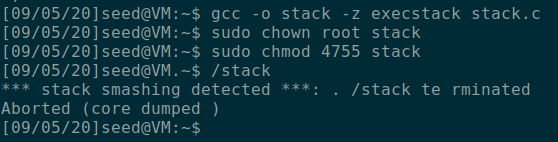 [09/05/20]seed@VM:~$ gcc -o stack -z execstack stack.c
[09/05/20]seed@VM:~$ sudo chown root stack
[09/05/20]seed@VM:~$ sudo chmod 4755 stack
[09/05/20]seed@VM.~$ /stack
*** stack smashing detected ***: . /stack te rminated
Aborted (core dumped )
[09/05/20]seed@VM:~$